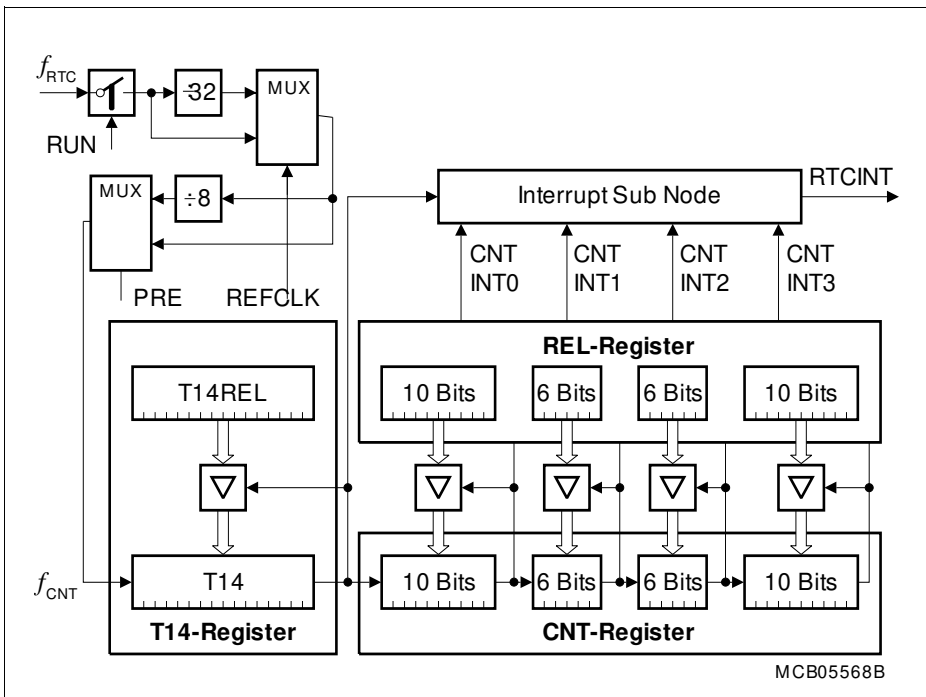 fRTC
RUN
÷32
MUX
MUX
÷8
PRE
REFCLK
Interrupt Sub Node
RTCINT
CNT
INT0
CNT
INT1
CNT
INT2
CNT
INT3
REL-Register
T14REL
10 Bits
6 Bits
6 Bits
10 Bits
fCNT
T14
10 Bits
6 Bits
6 Bits
10 Bits
T14-Register
CNT-Register
MCB05568B